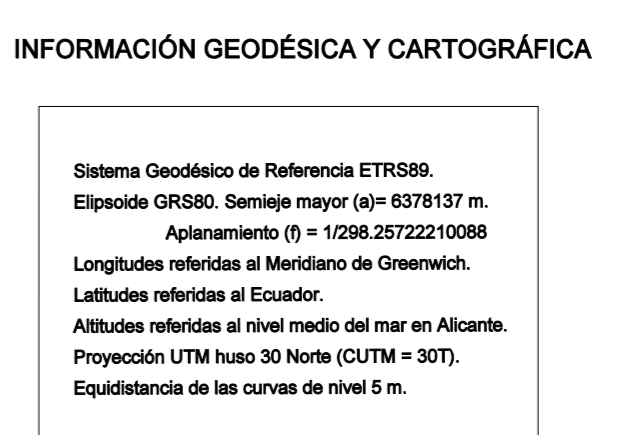 INFORMACIÓN GEODÉSICA Y CARTOGRÁFICA
Sistema Geodésico de Referencia ETRS89.
Elipsoide GRS80. Semieje mayor (a)= 6378137 m.
Aplanamiento (f) = 1/298.25722210088
Longitudes referidas al Meridiano de Greenwich.
Latitudes referidas al Ecuador.
Altitudes referidas al nivel medio del mar en Alicante.
Proyección UTM huso 30 Norte (CUTM = 30T).
Equidistancia de las curvas de nivel 5 m.